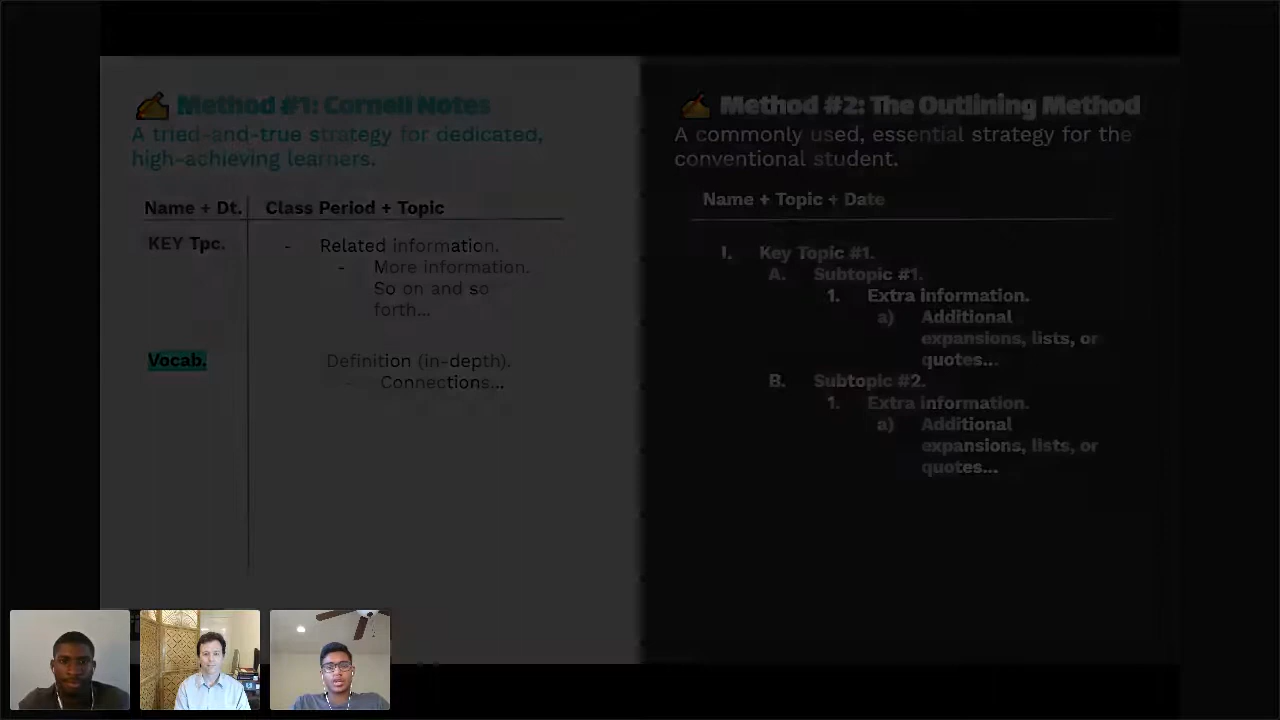 Method #1: Cornell Notes
A tried-and-true strategy for dedicated,
high-achieving learners.
Name + Dt.
Class Period + Topic
KEY Tpc.
- Related information.
- More information.
So on and so
forth...
Vocab.
Definition (in-depth).
- Connections...
Method #2: The Outlining Method
A commonly used, essential strategy for the
conventional student.
Name + Topic + Date
I. Key Topic #1.
A. Subtopic #1.
1. Extra information.
a) Additional
expansions, lists, or
quotes...
B. Subtopic #2.
1. Extra information.
a) Additional
expansions, lists, or
quotes...